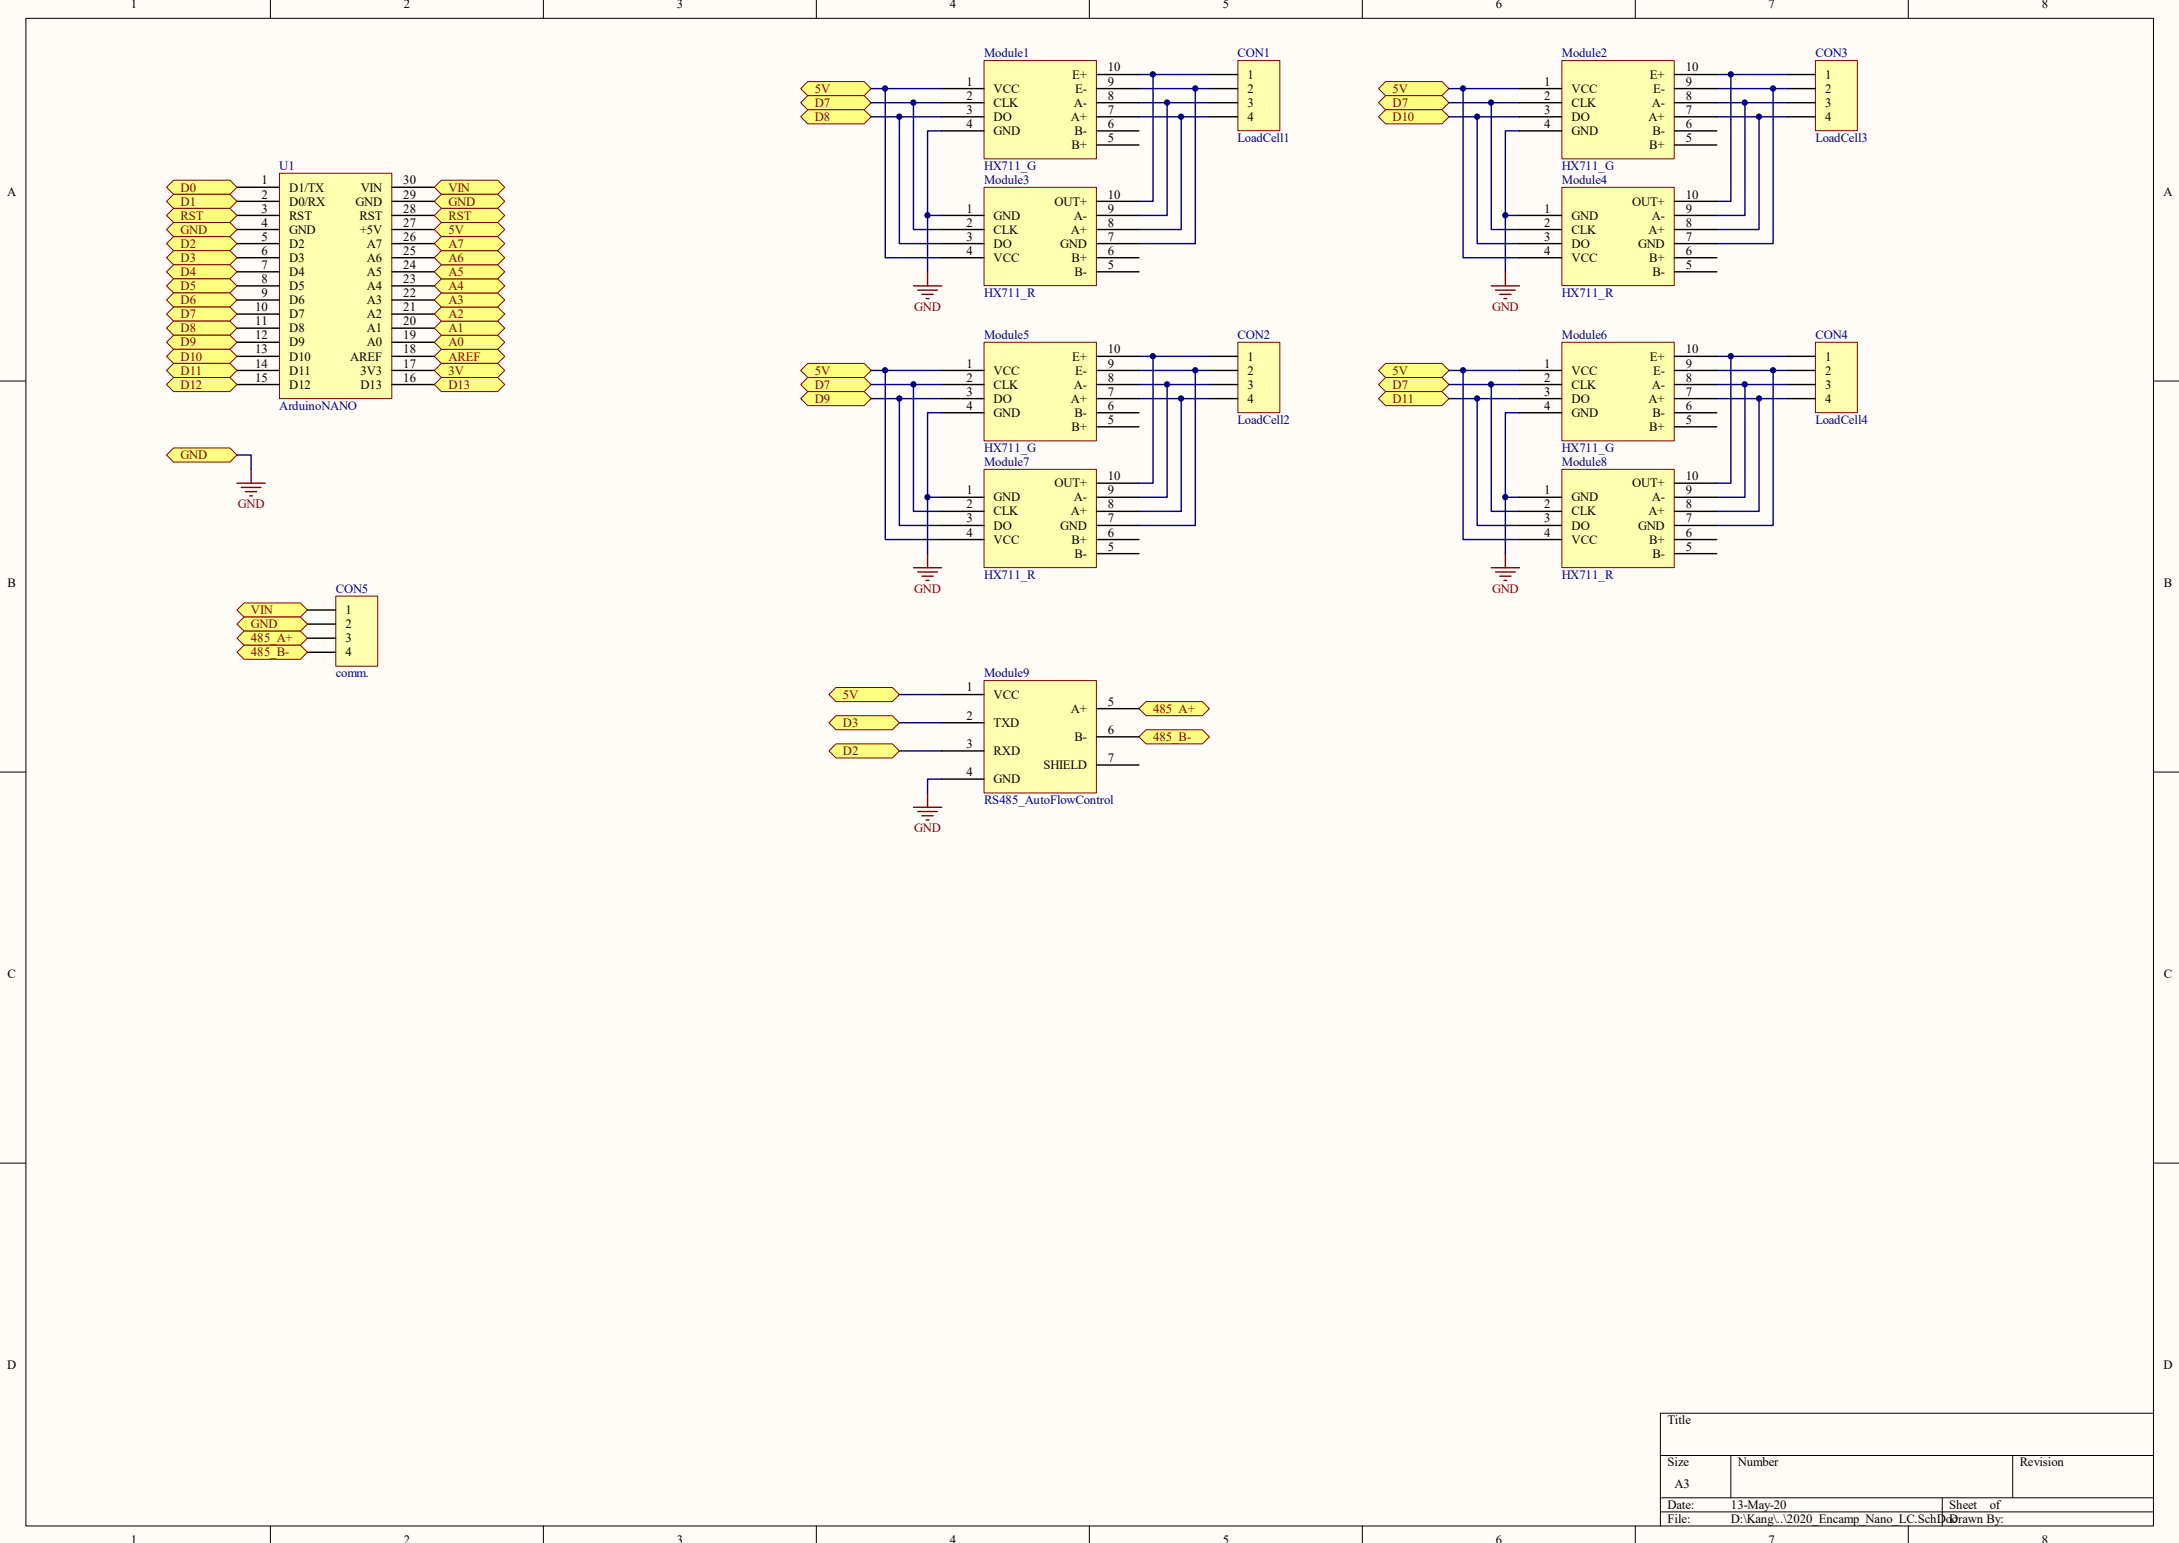 1 2 3 4 5 6 7 8
A A
B B
C C
D D
U1
D0 1 D1/TX VIN 30 VIN
D1 2 D0/RX GND 29 GND
RST 3 RST RST 28 RST
GND 4 GND +5V 27 5V
D2 5 D2 A7 26 A7
D3 6 D3 A6 25 A6
D4 7 D4 A5 24 A5
D5 8 D5 A4 23 A4
D6 9 D6 A3 22 A3
D7 10 D7 A2 21 A2
D8 11 D8 A1 20 A1
D9 12 D9 A0 19 A0
D10 13 D10 AREF 18 AREF
D11 14 D11 3V3 17 3V
D12 15 D12 D13 16 D13
ArduinoNANO
GND
GND
CON5
VIN 1
GND 2
485_A+ 3
485_B- 4
comm.
Module1 CON1
E+ 10 1
5V 1 VCC E- 9 2
D7 2 CLK A- 8 3
D8 3 DO A+ 7 4
4 GND B- 6
B+ 5
LoadCell1
HX711_G
Module3
OUT+ 10
1 GND A- 9
2 CLK A+ 8
3 DO GND 7
4 VCC B+ 6
B- 5
HX711_R
GND
Module2 CON3
E+ 10 1
5V 1 VCC E- 9 2
D7 2 CLK A- 8 3
D10 3 DO A+ 7 4
4 GND B- 6
B+ 5
LoadCell3
HX711_G
Module4
OUT+ 10
1 GND A- 9
2 CLK A+ 8
3 DO GND 7
4 VCC B+ 6
B- 5
HX711_R
GND
Module5 CON2
E+ 10 1
5V 1 VCC E- 9 2
D7 2 CLK A- 8 3
D9 3 DO A+ 7 4
4 GND B- 6
B+ 5
LoadCell2
HX711_G
Module7
OUT+ 10
1 GND A- 9
2 CLK A+ 8
3 DO GND 7
4 VCC B+ 6
B- 5
HX711_R
GND
Module6 CON4
E+ 10 1
5V 1 VCC E- 9 2
D7 2 CLK A- 8 3
D11 3 DO A+ 7 4
4 GND B- 6
B+ 5
LoadCell4
HX711_G
Module8
OUT+ 10
1 GND A- 9
2 CLK A+ 8
3 DO GND 7
4 VCC B+ 6
B- 5
HX711_R
GND
Module9
5V 1 VCC
A+ 5 485_A+
D3 2 TXD
B- 6 485_B-
D2 3 RXD
SHIELD 7
4 GND
RS485_AutoFlowControl
GND
Title
Size Number Revision
A3
Date: 13-May-20 Sheet of
File: D:\Kang\..\2020_Encamp_Nano_LC.SchDoc Drawn By:
1 2 3 4 5 6 7 8